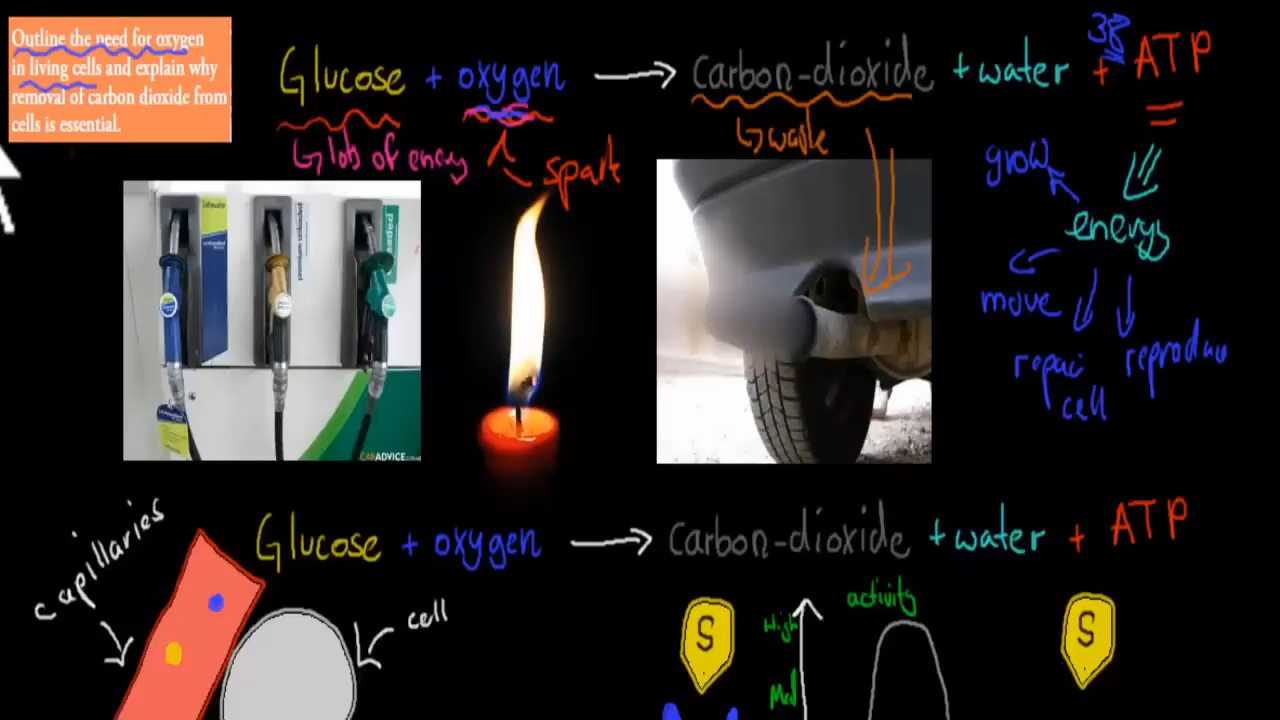 Outline the need for oxygen
in living cells and explain why
removal of carbon dioxide from
cells is essential.
Glucose + oxygen → Carbon-dioxide + water + 38 ATP
↳ lots of energy
spark
↳ waste
grow
energy
move
repair
cell
CARADVICE
capillaries
Glucose + oxygen → Carbon-dioxide + water + ATP
cell
activity
High
S
S
Med